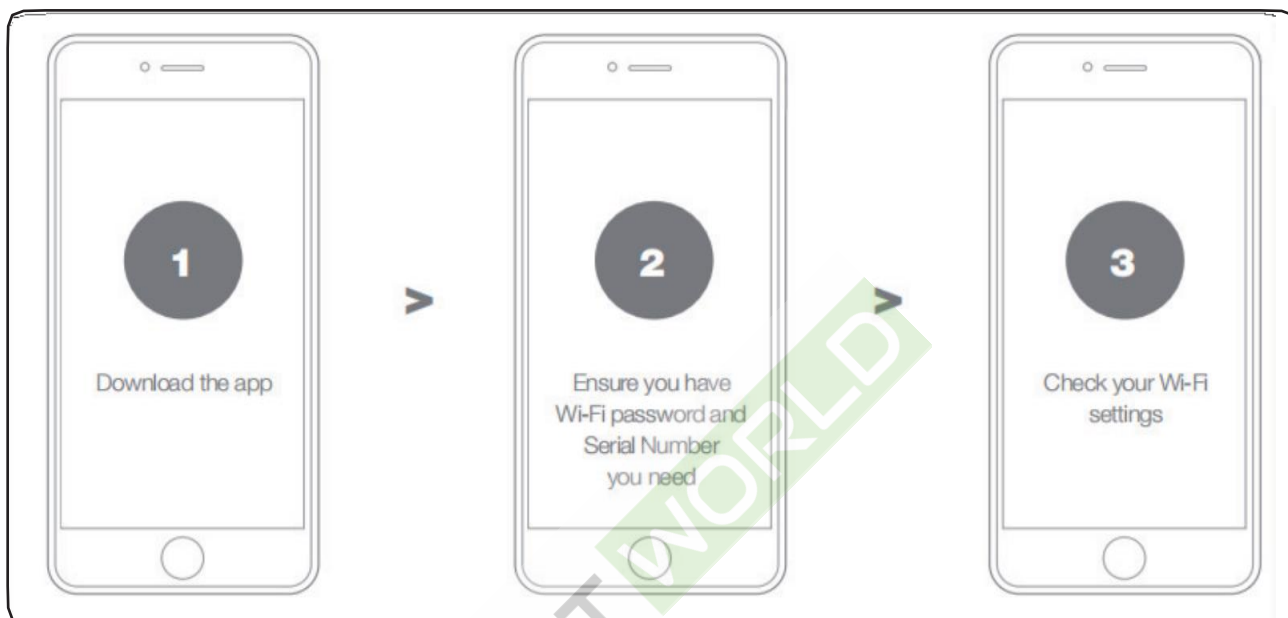 1
Download the app
>
2
Ensure you have
Wi-Fi password and
Serial Number
you need
>
3
Check your Wi-Fi
settings
WORLD